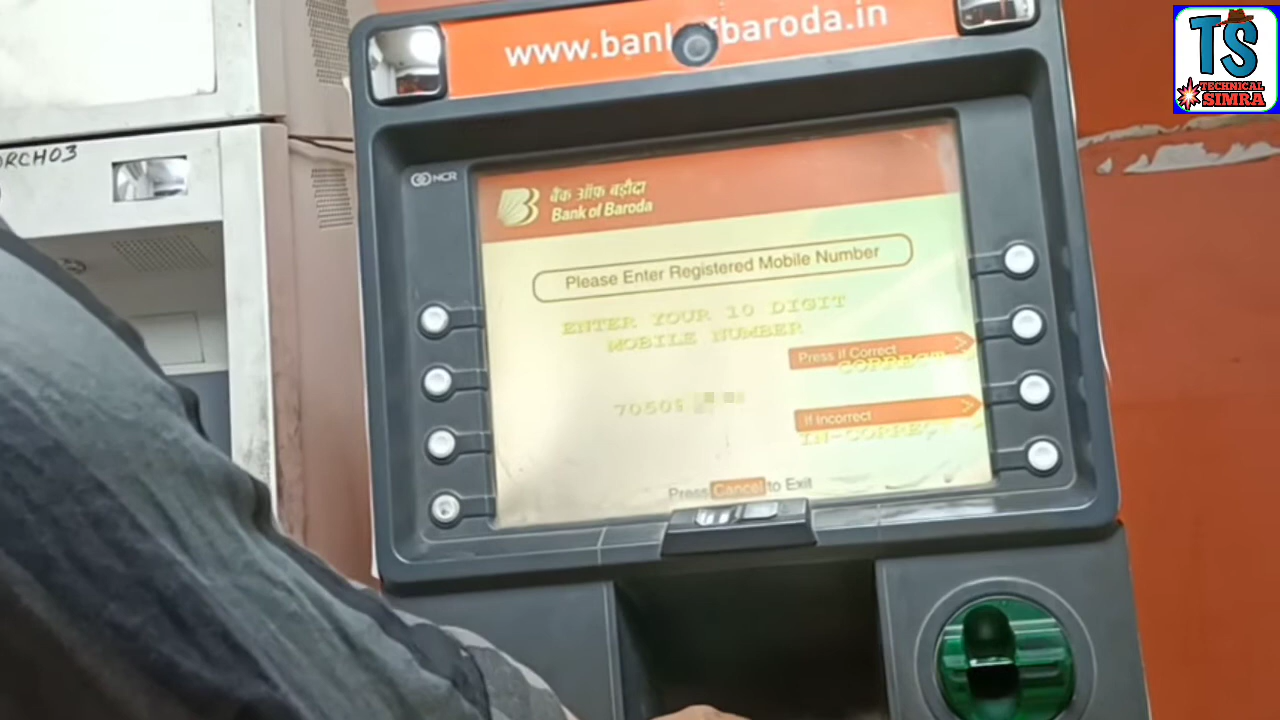 www.bankofbaroda.in
TS
TECHNICAL
SIMRA
ORCH03
NCR
बैंक ऑफ़ बड़ौदा
Bank of Baroda
Please Enter Registered Mobile Number
ENTER YOUR 10 DIGIT
MOBILE NUMBER
Press If Correct
CORRECT
7050
If Incorrect
IN-CORRECT
Press Cancel to Exit